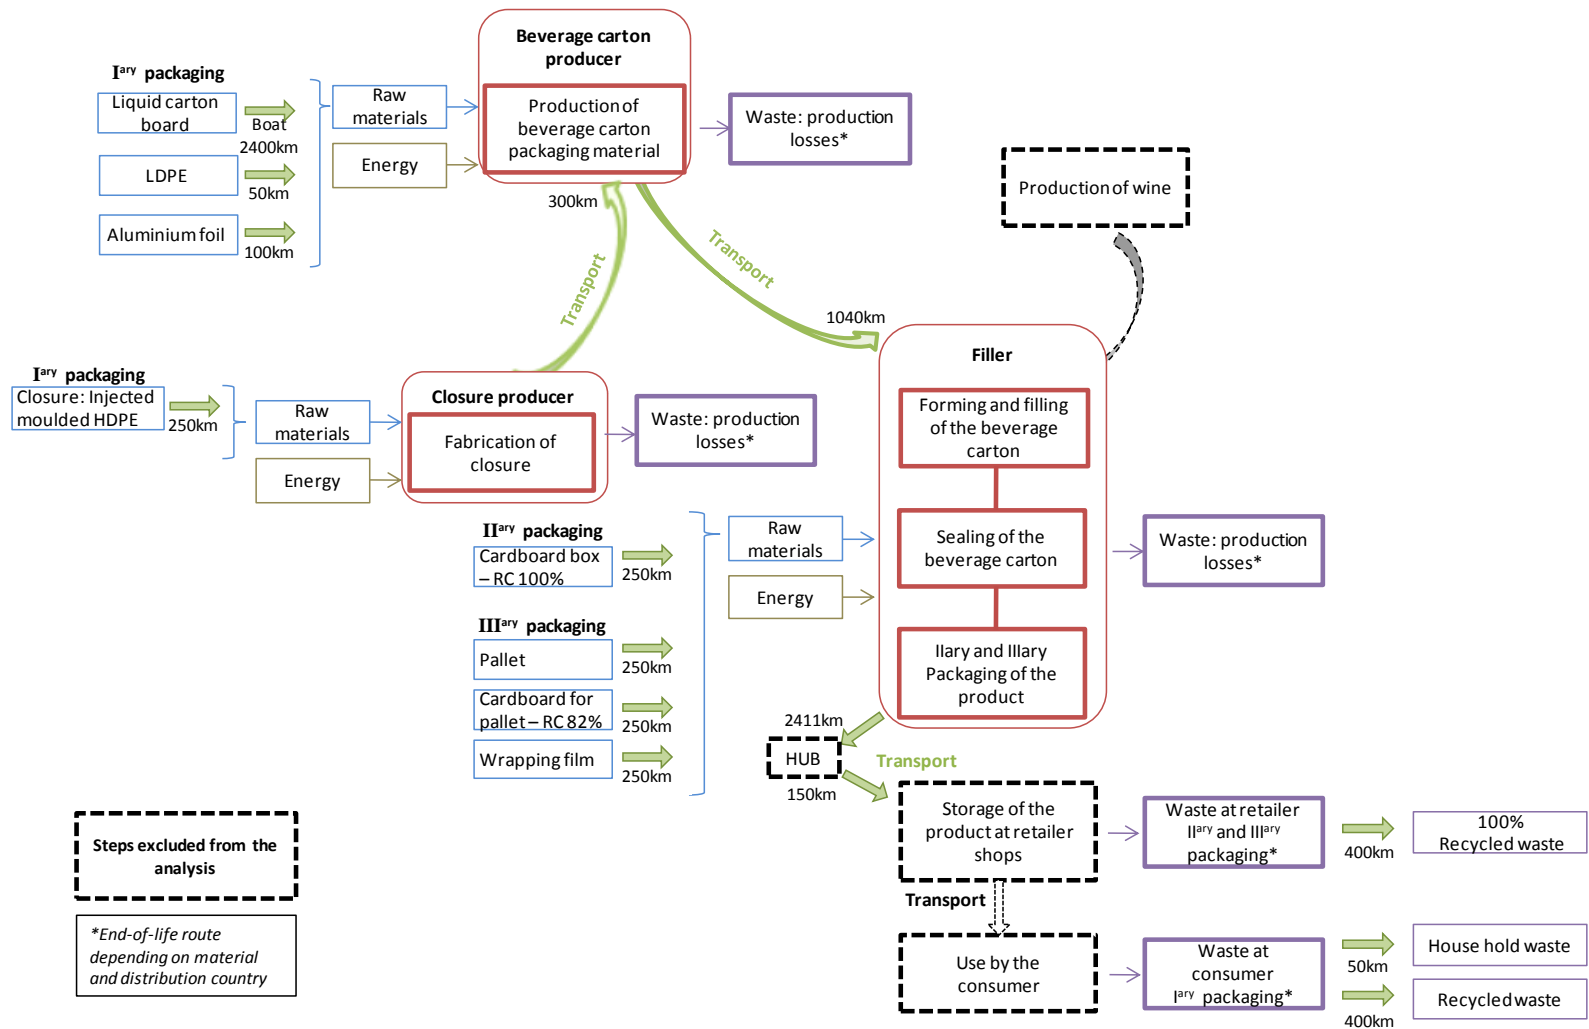 Beverage carton
producer
Iary packaging
Liquid carton
board
Boat
2400km
LDPE
50km
Aluminium foil
100km
Raw
materials
Energy
Production of
beverage carton
packaging material
Waste: production
losses*
300km
Transport
Transport
1040km
Production of wine
Iary packaging
Closure: Injected
moulded HDPE
250km
Raw
materials
Energy
Closure producer
Fabrication of
closure
Waste: production
losses*
Filler
Forming and filling
of the beverage
carton
Sealing of the
beverage carton
IIary and IIIary
Packaging of the
product
Waste: production
losses*
IIary packaging
Cardboard box
– RC 100%
250km
IIIary packaging
Pallet
250km
Cardboard for
pallet – RC 82%
250km
Wrapping film
250km
Raw
materials
Energy
2411km
HUB
Transport
150km
Storage of the
product at retailer
shops
Waste at retailer
IIary and IIIary
packaging*
400km
100%
Recycled waste
Transport
Use by the
consumer
Waste at
consumer
Iary packaging*
50km
House hold waste
400km
Recycled waste
Steps excluded from the
analysis
*End-of-life route
depending on material
and distribution country